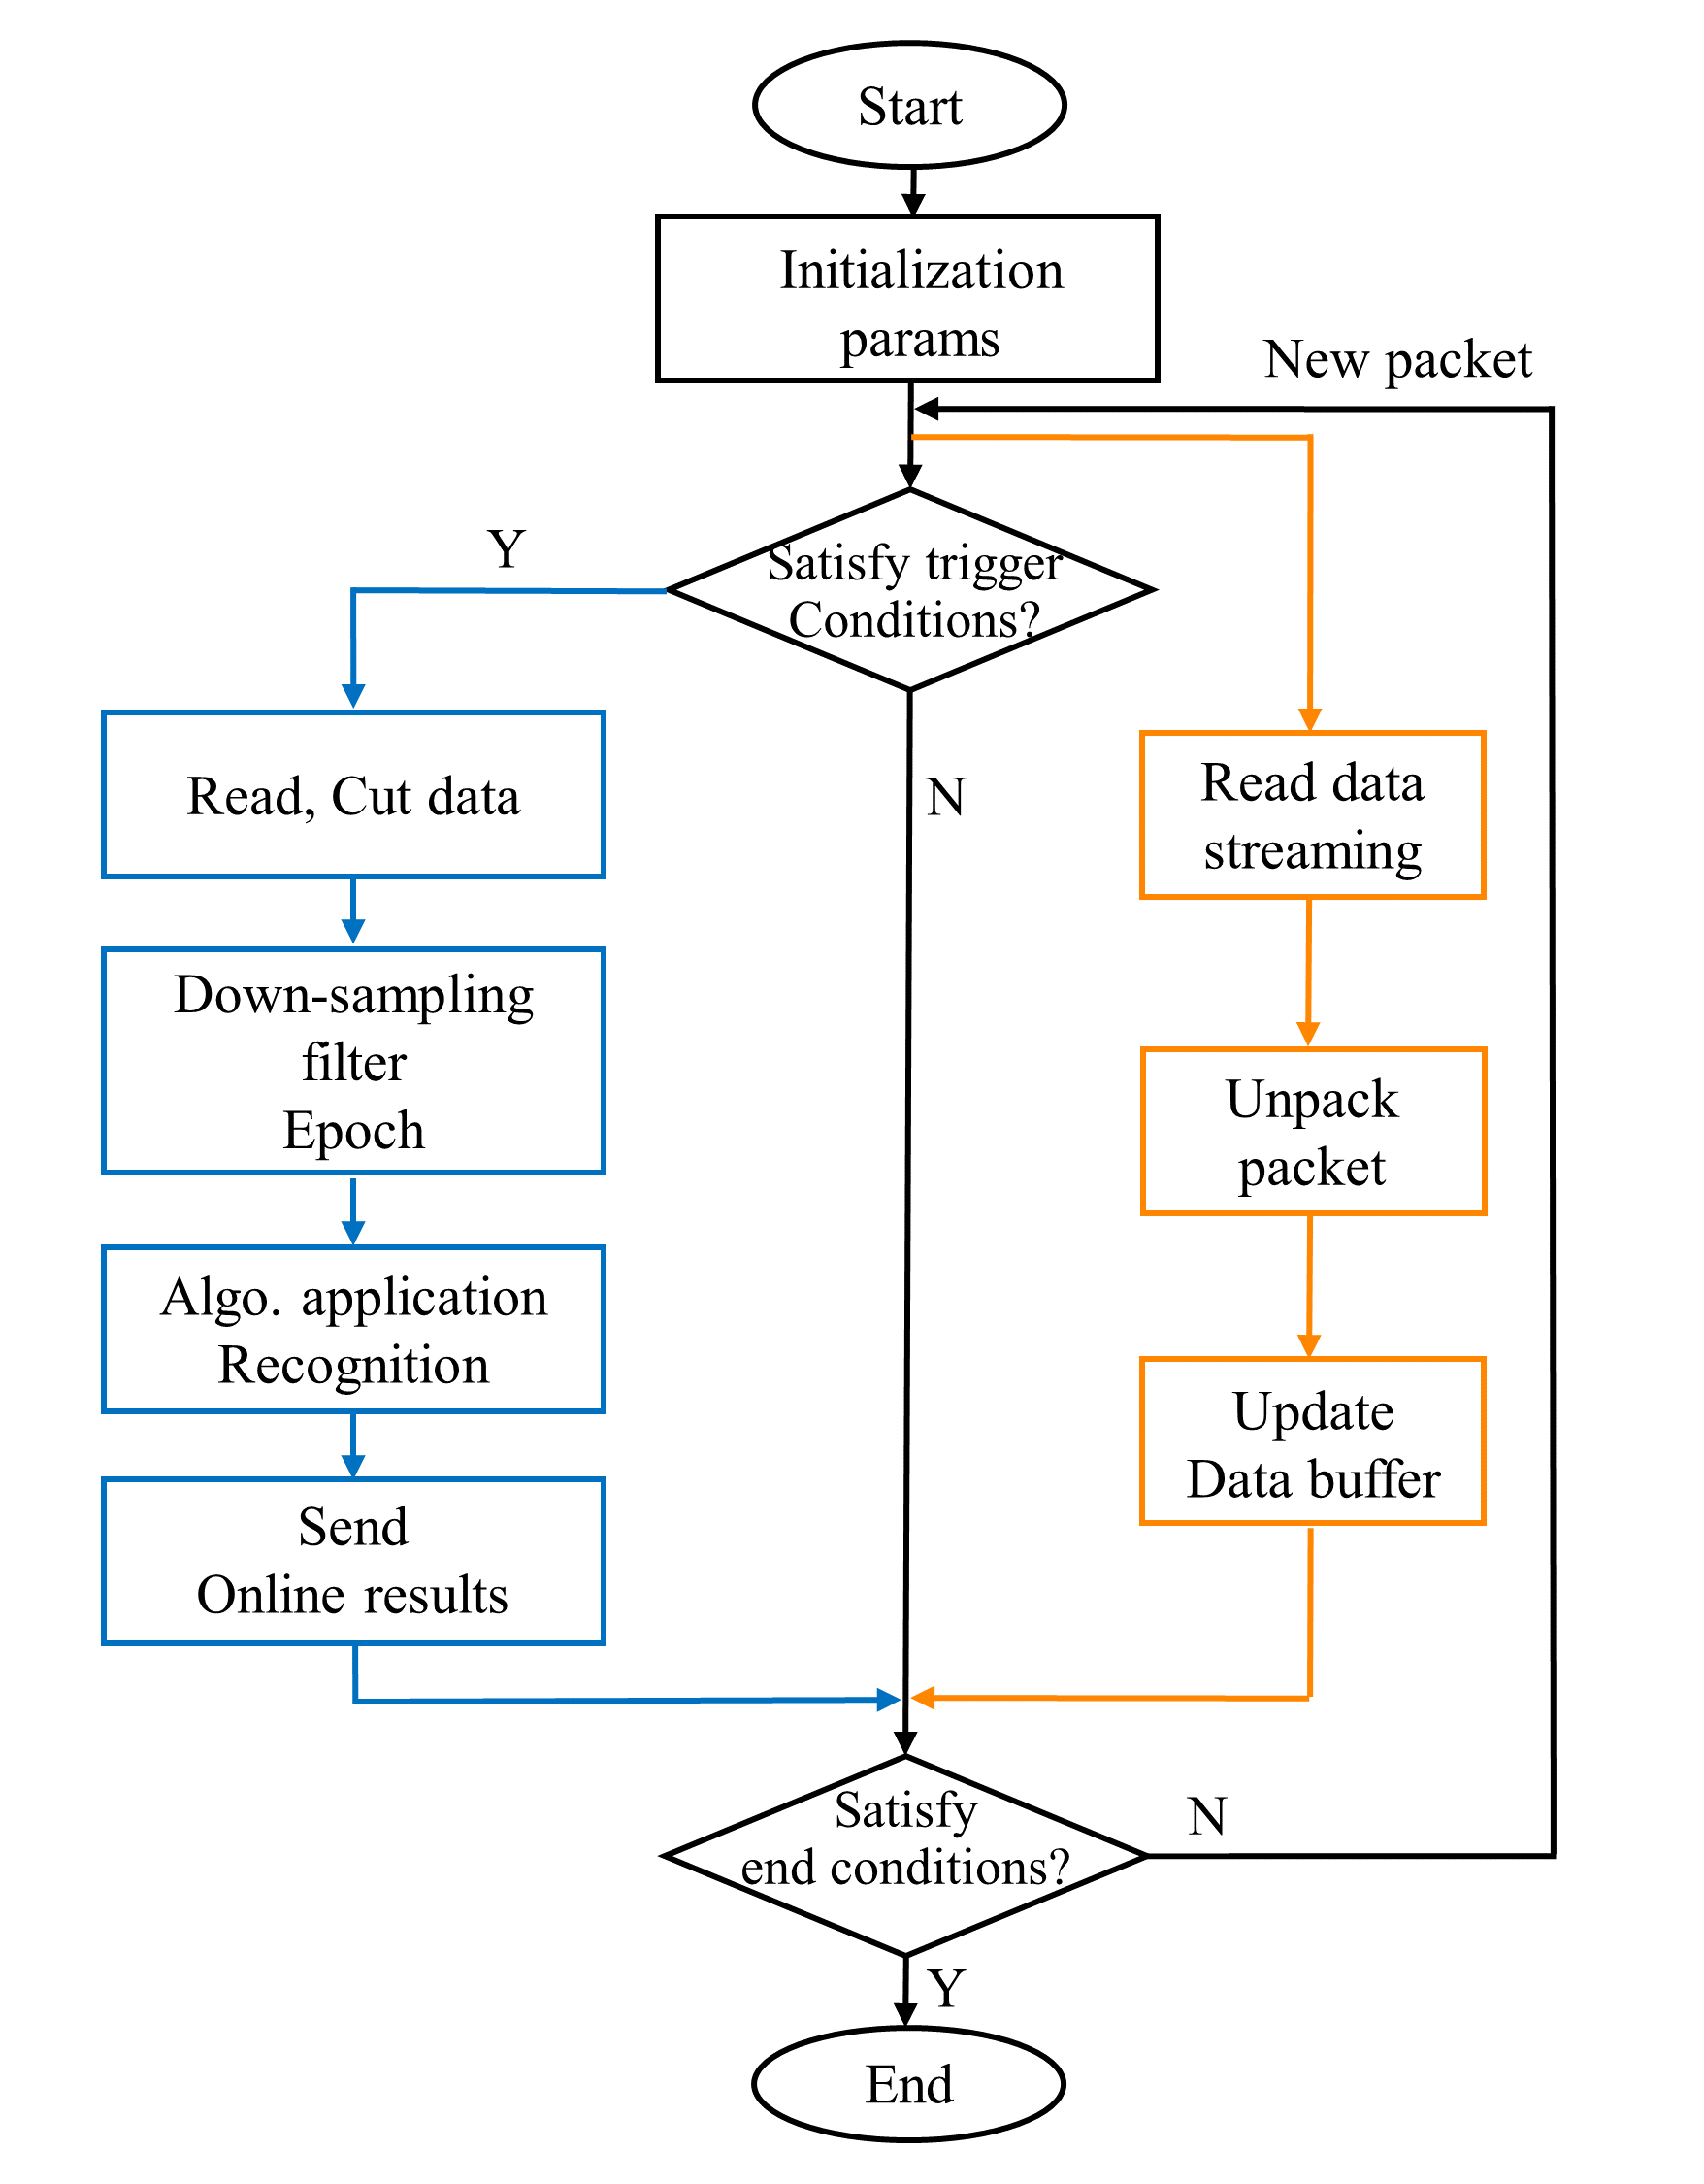 Start
Initialization
params
New packet
Y
Satisfy trigger
Conditions?
Read, Cut data
N
Read data
streaming
Down-sampling
filter
Epoch
Unpack
packet
Algo. application
Recognition
Update
Data buffer
Send
Online results
Satisfy
end conditions?
N
Y
End